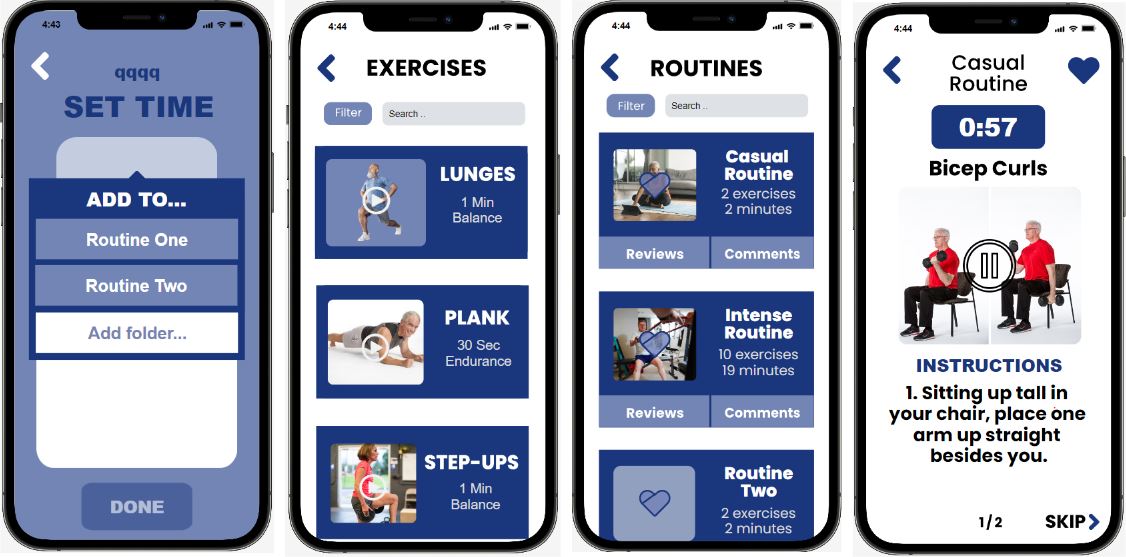 4:43
qqqq
SET TIME
ADD TO...
Routine One
Routine Two
Add folder...
DONE
4:44
EXERCISES
Filter
Search ..
LUNGES
1 Min
Balance
PLANK
30 Sec
Endurance
STEP-UPS
1 Min
Balance
4:44
ROUTINES
Filter
Search ..
Casual
Routine
2 exercises
2 minutes
Reviews
Comments
Intense
Routine
10 exercises
19 minutes
Reviews
Comments
Routine
Two
2 exercises
2 minutes
4:44
Casual
Routine
0:57
Bicep Curls
INSTRUCTIONS
1. Sitting up tall in
your chair, place one
arm up straight
besides you.
1/2
SKIP